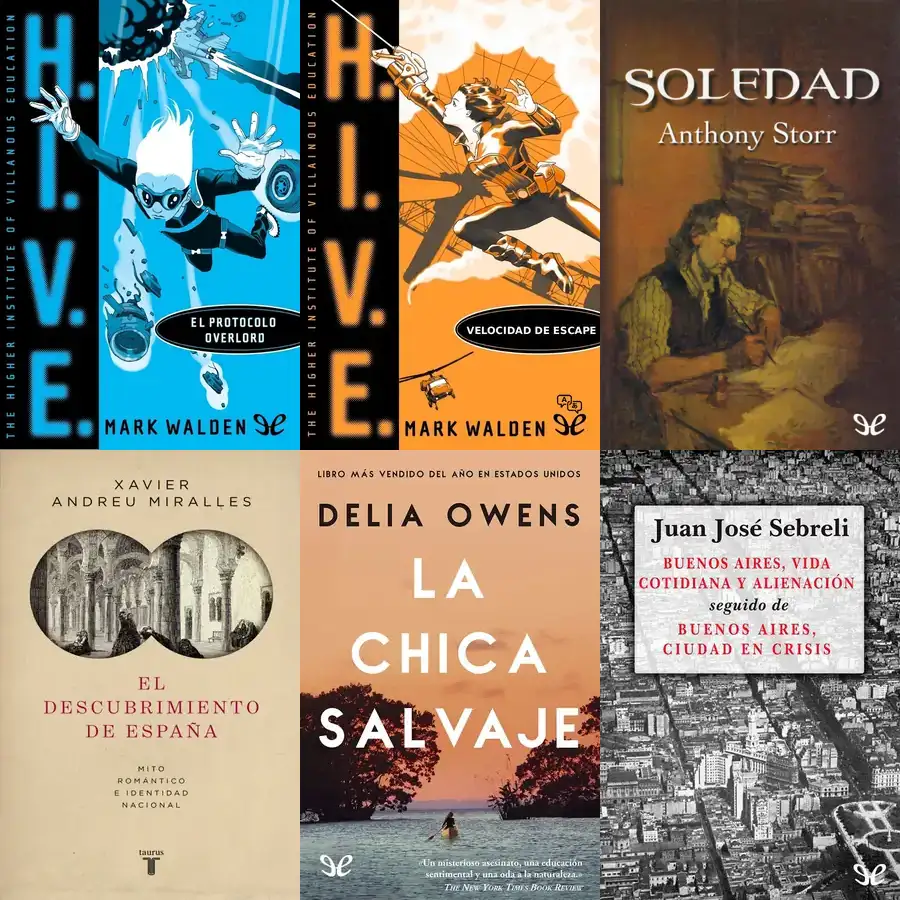 THE HIGHER INSTITUTE OF VILLAINOUS EDUCATION
H.I.V.E.
EL PROTOCOLO
OVERLORD
MARK WALDEN
THE HIGHER INSTITUTE OF VILLAINOUS EDUCATION
H.I.V.E.
VELOCIDAD DE ESCAPE
MARK WALDEN
SOLEDAD
Anthony Storr
XAVIER
ANDREU MIRALLES
EL
DESCUBRIMIENTO
DE ESPAÑA
MITO
ROMÁNTICO
E IDENTIDAD
NACIONAL
taurus
T
LIBRO MÁS VENDIDO DEL AÑO EN ESTADOS UNIDOS
DELIA OWENS
LA
CHICA
SALVAJE
«Un misterioso asesinato, una educación
sentimental y una oda a la naturaleza.»
THE NEW YORK TIMES BOOK REVIEW
Juan José Sebreli
BUENOS AIRES, VIDA
COTIDIANA Y ALIENACIÓN
seguido de
BUENOS AIRES,
CIUDAD EN CRISIS